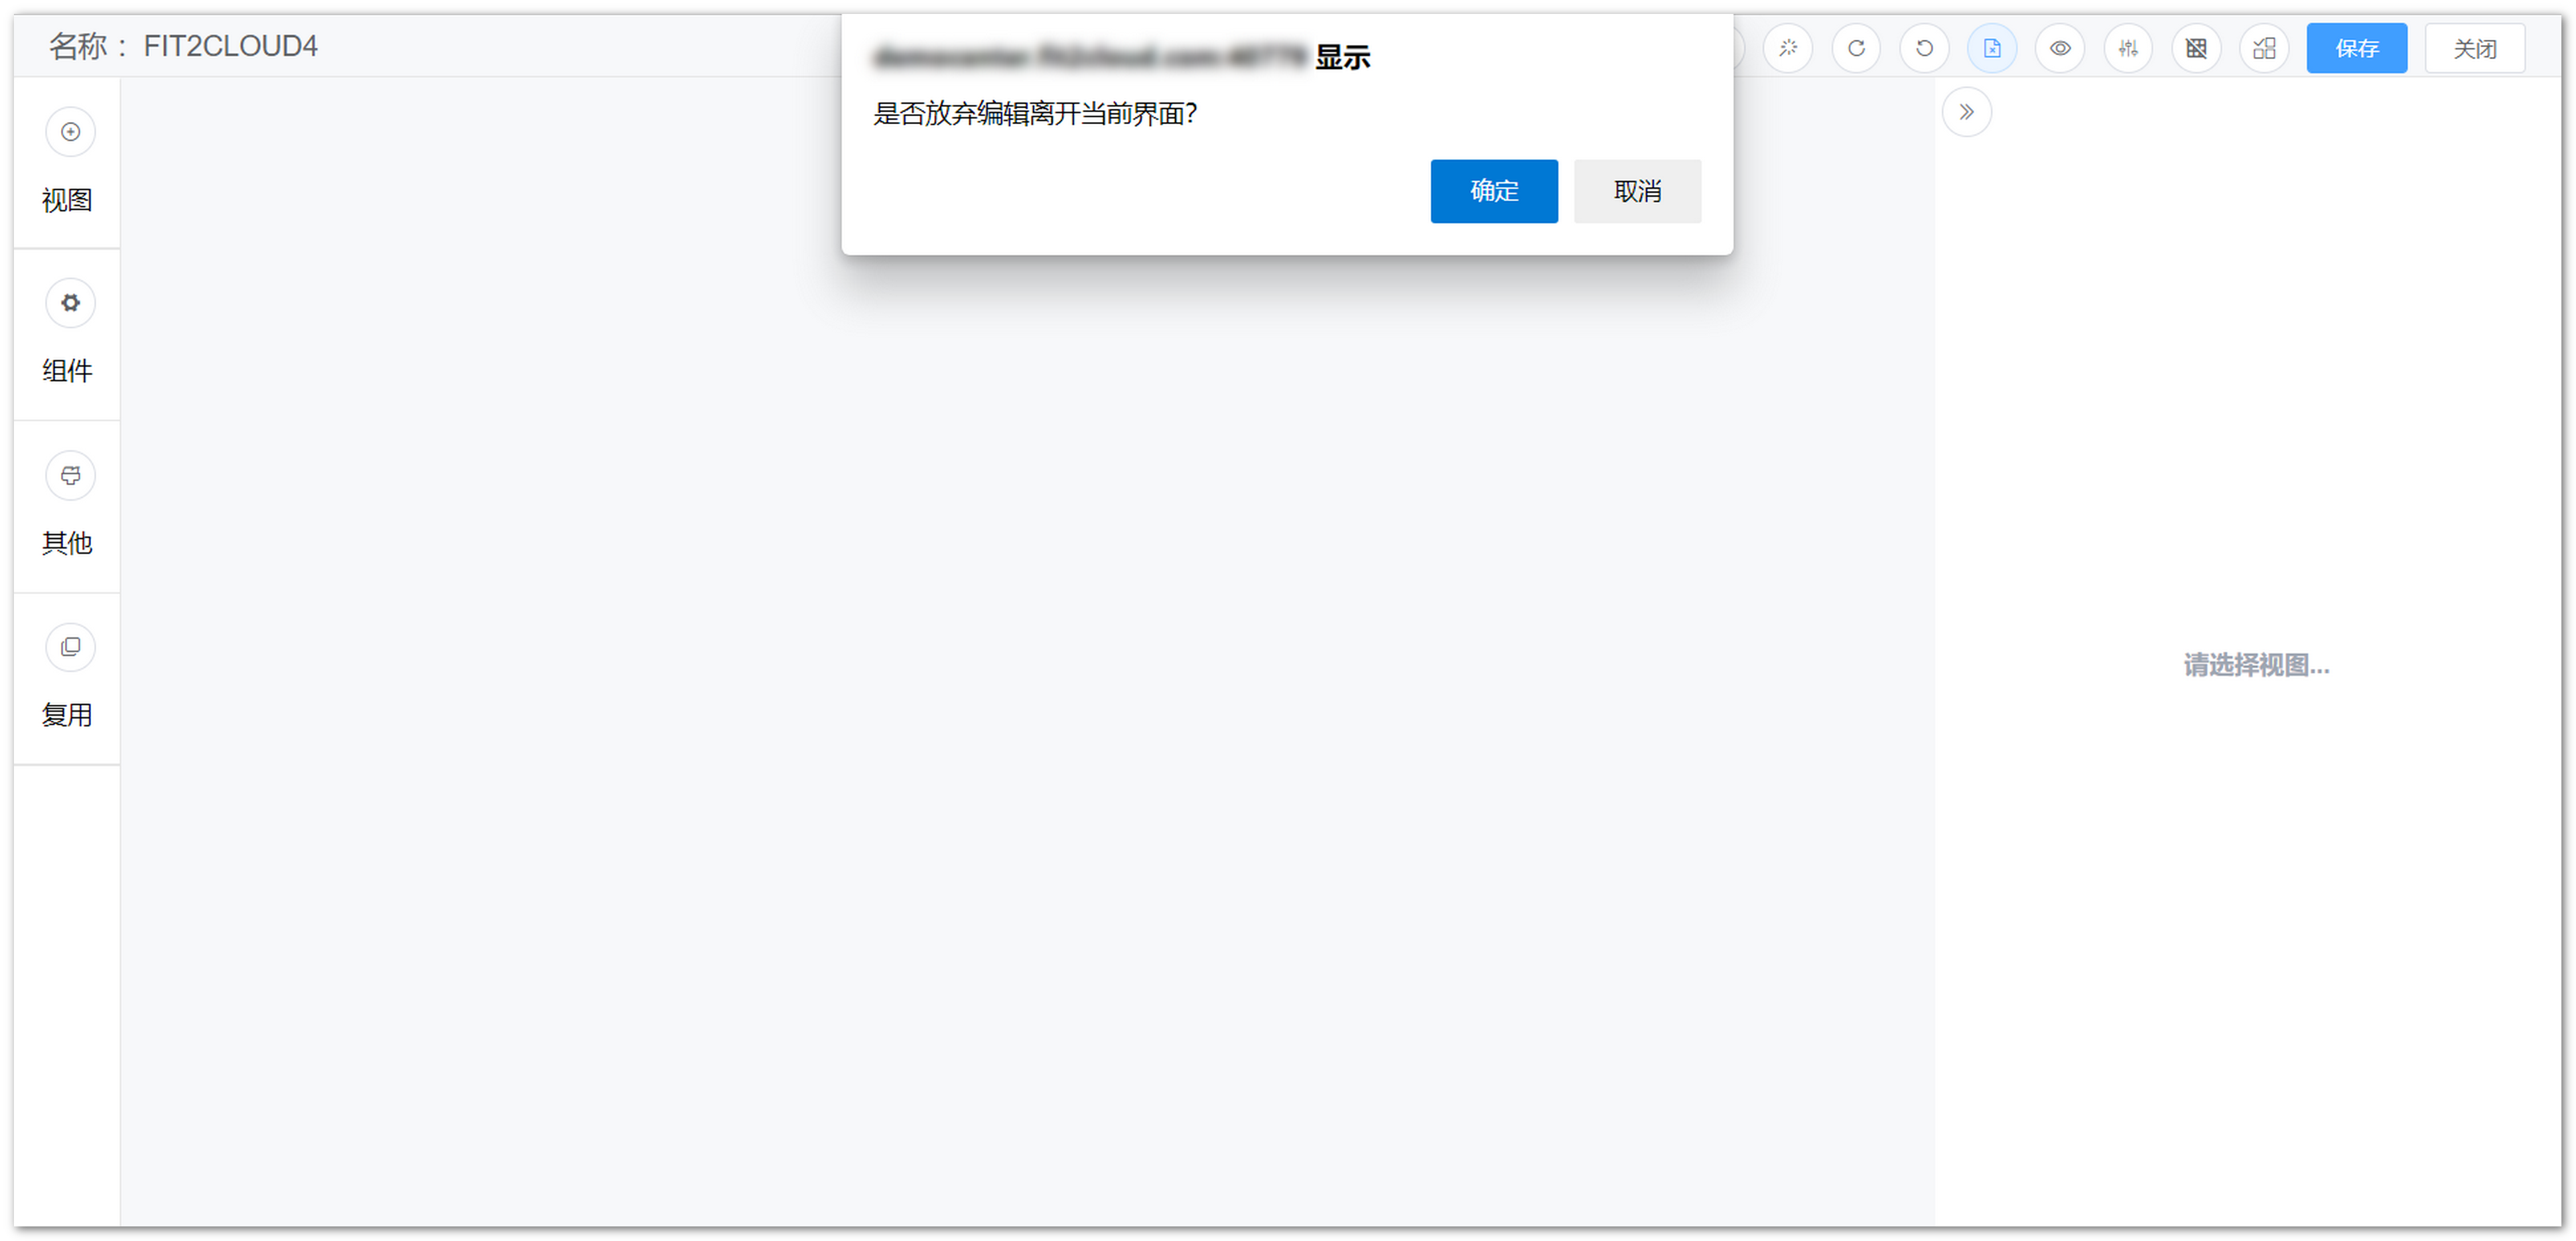 名称： FIT2CLOUD4
显示
是否放弃编辑离开当前界面?
确定 取消
保存 关闭
视图
组件
其他
复用
请选择视图...